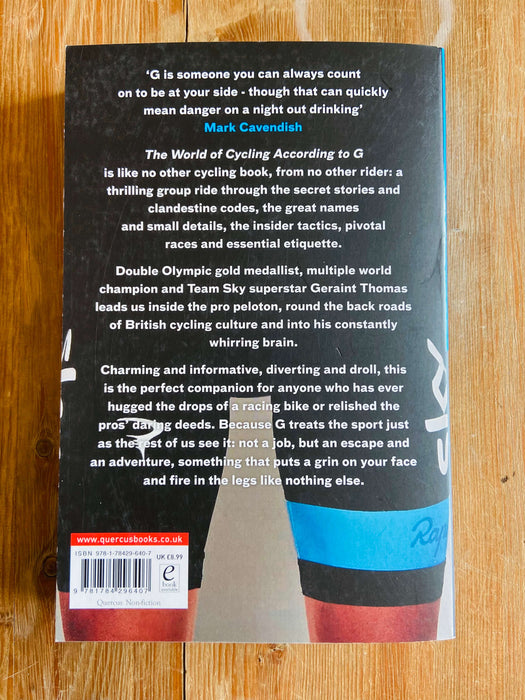 ‘G is someone you can always count
on to be at your side - though that can quickly
mean danger on a night out drinking’
Mark Cavendish
The World of Cycling According to G
is like no other cycling book, from no other rider: a
thrilling group ride through the secret stories and
clandestine codes, the great names
and small details, the insider tactics, pivotal
races and essential etiquette.
Double Olympic gold medallist, multiple world
champion and Team Sky superstar Geraint Thomas
leads us inside the pro peloton, round the back roads
of British cycling culture and into his constantly
whirring brain.
Charming and informative, diverting and droll, this
is the perfect companion for anyone who has ever
hugged the drops of a racing bike or relished the
pros’ daring deeds. Because G treats the sport just
as the rest of us see it: not a job, but an escape and
an adventure, something that puts a grin on your face
and fire in the legs like nothing else.
sky
Rap
www.quercusbooks.co.uk
ISBN 978-1-78429-640-7
UK £8.99
9 781784 296407
e
book
available
Quercus Non-fiction